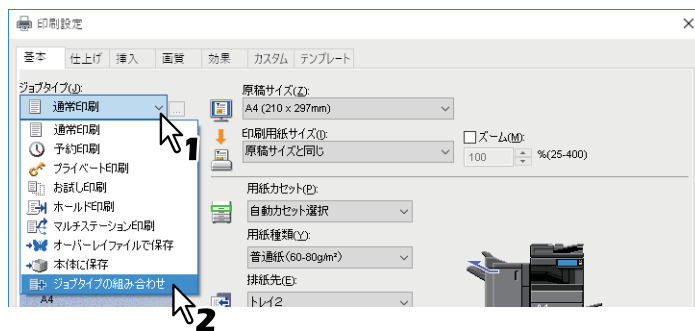 印刷設定
基本 仕上げ 挿入 画質 効果 カスタム テンプレート
ジョブタイプ(J):
通常印刷
...
通常印刷
予約印刷
プライベート印刷
お試し印刷
ホールド印刷
マルチステーション印刷
オーバーレイファイルで保存
本体に保存
ジョブタイプの組み合わせ
A4
1
2
原稿サイズ(Z):
A4 (210 x 297mm)
印刷用紙サイズ(I):
原稿サイズと同じ
ズーム(M):
100 %(25-400)
用紙カセット(P):
自動カセット選択
用紙種類(Y):
普通紙(60-80g/m²)
排紙先(E):
トレイ2